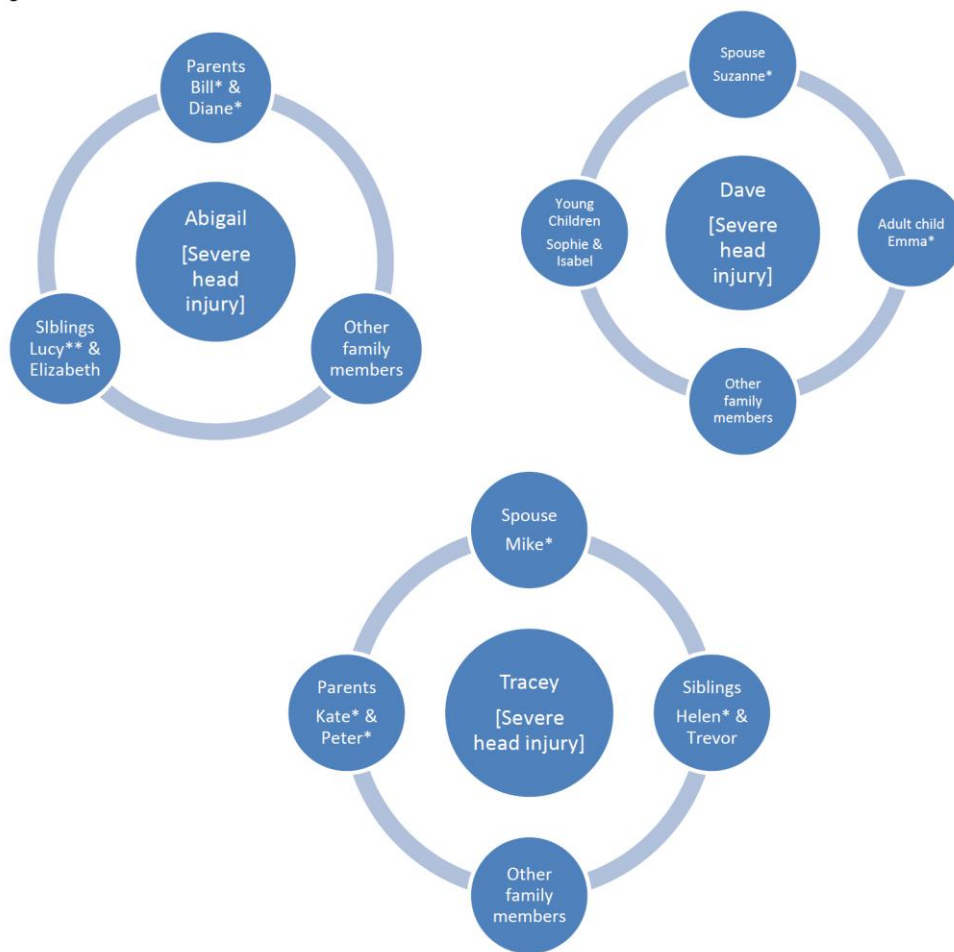 Parents
Bill* &
Diane*
Abigail
[Severe
head
injury]
SIblings
Lucy** &
Elizabeth
Other
family
members
Spouse
Suzanne*
Young
Children
Sophie &
Isabel
Dave
[Severe
head
injury]
Adult child
Emma*
Other
family
members
Spouse
Mike*
Parents
Kate* &
Peter*
Tracey
[Severe
head injury]
Siblings
Helen* &
Trevor
Other
family
members